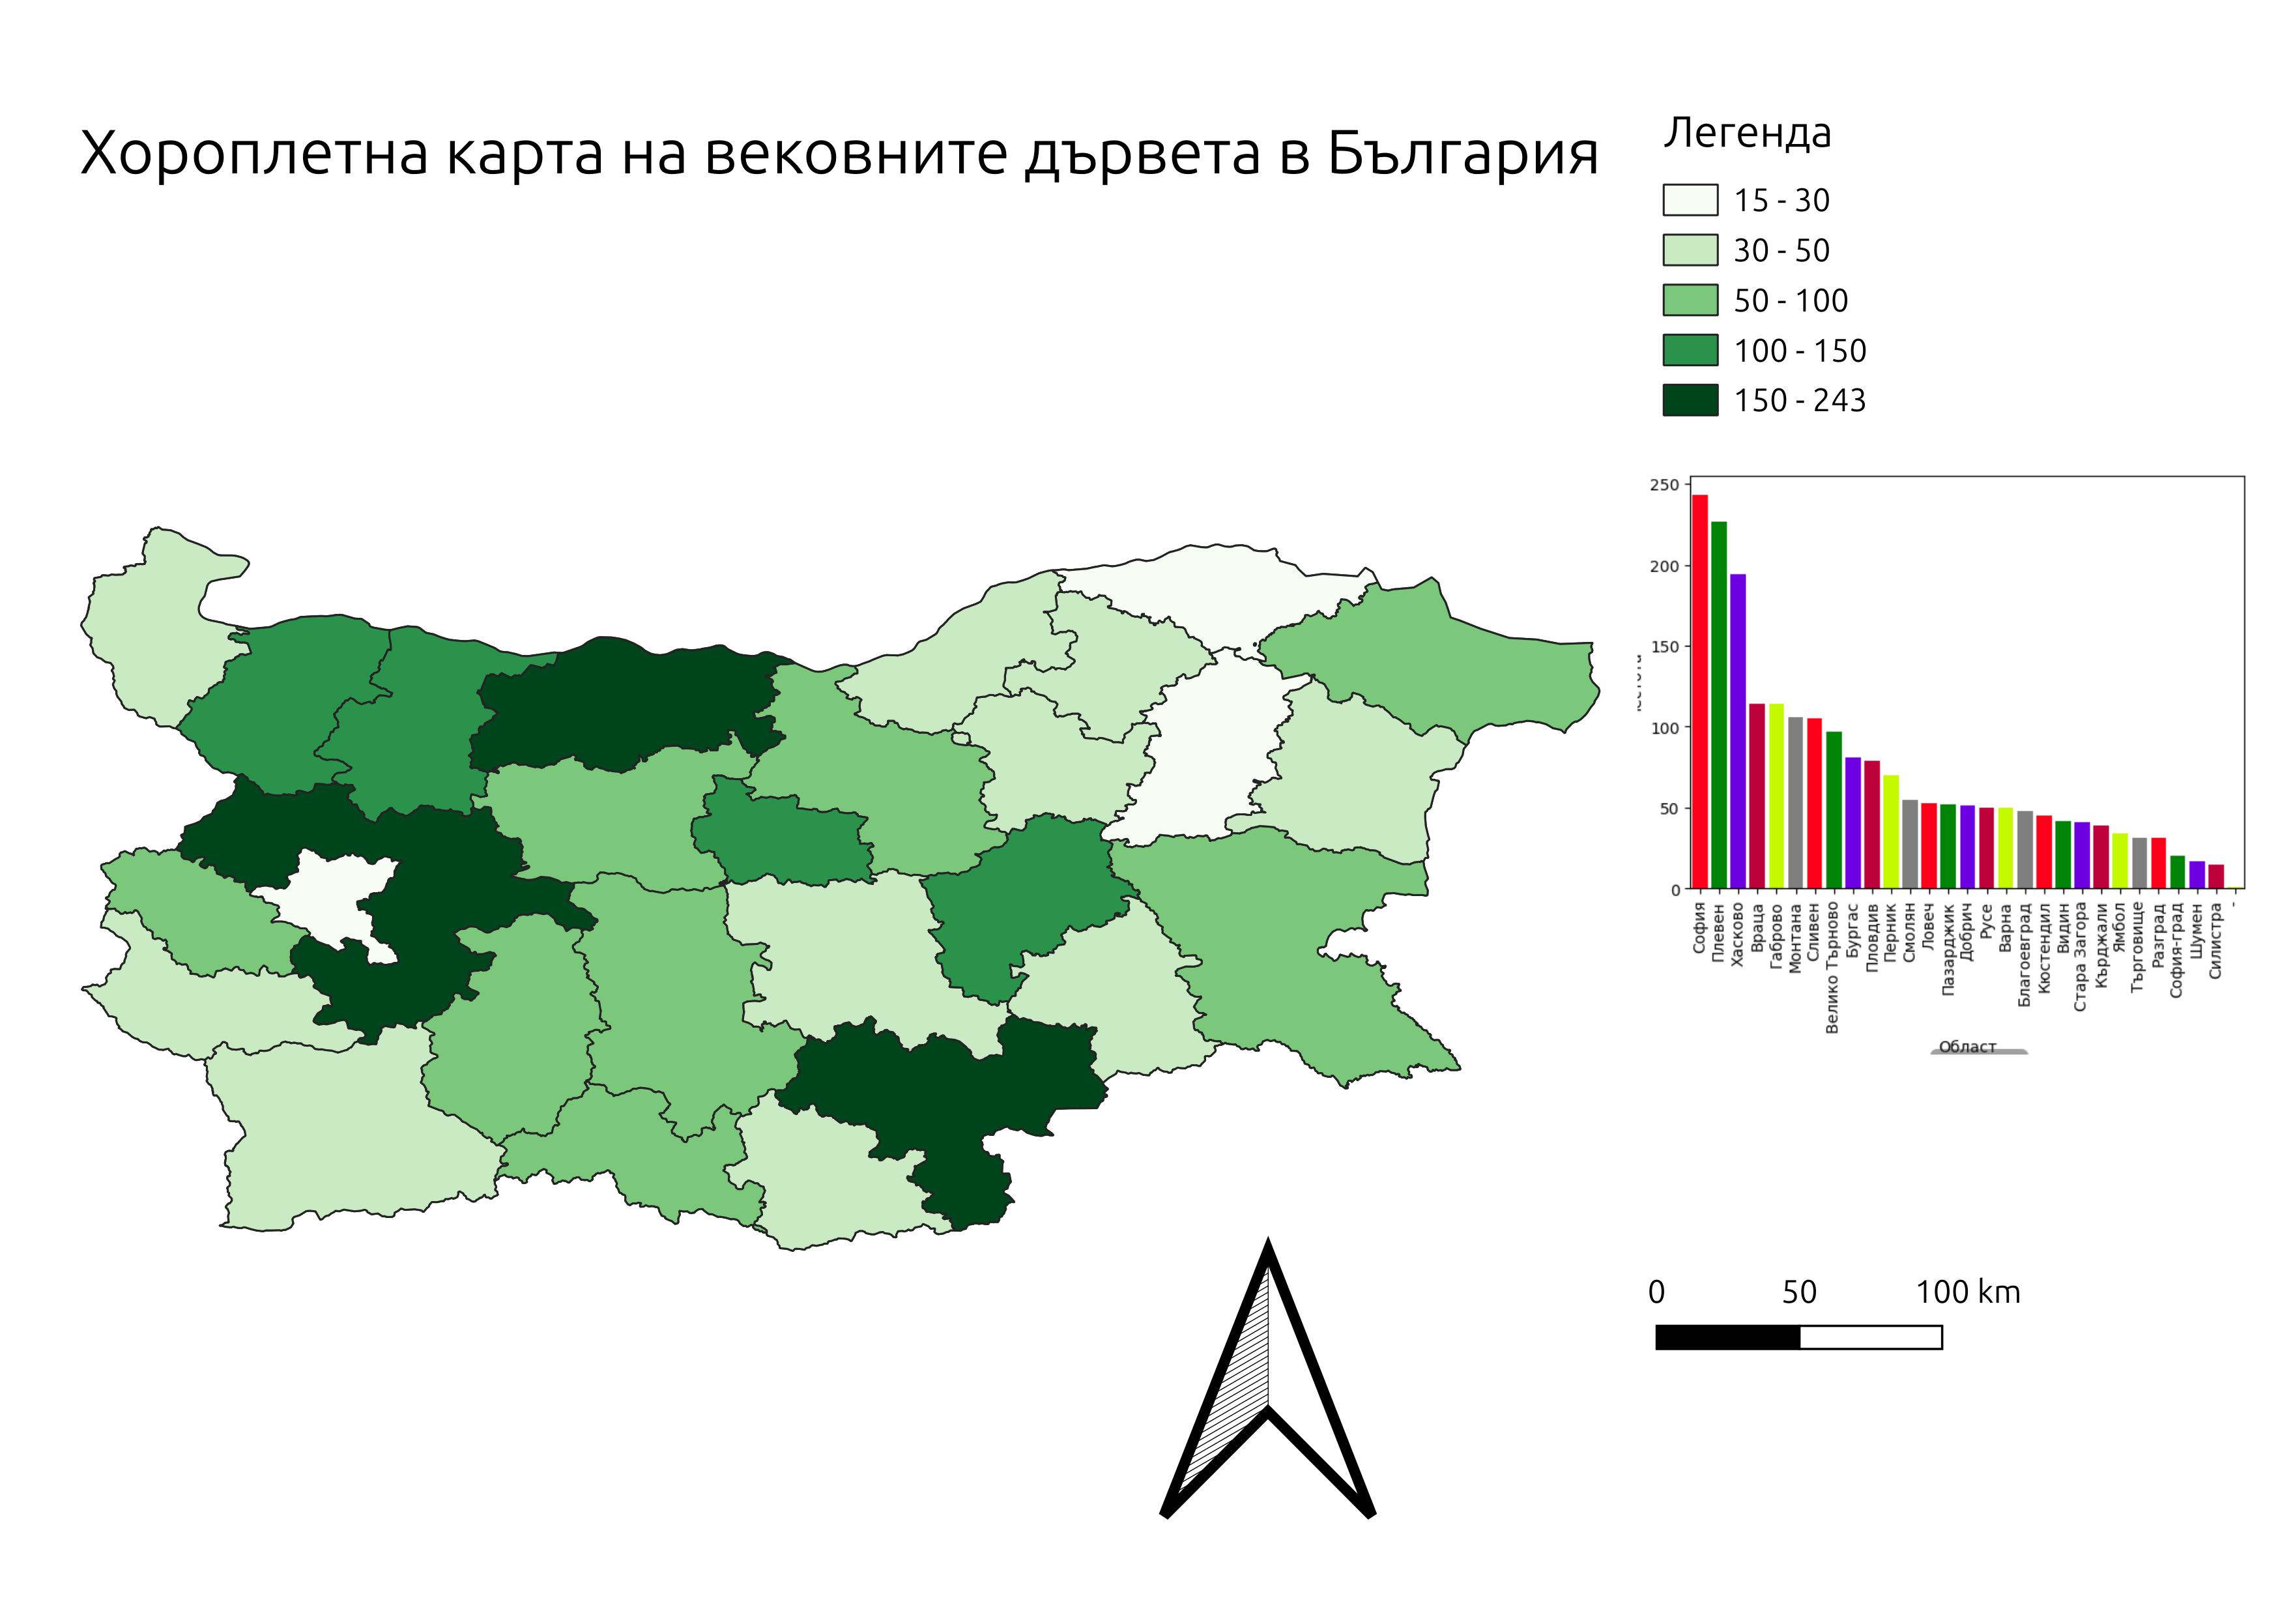 Хороплетна карта на вековните дървета в България
Легенда
15 - 30
30 - 50
50 - 100
100 - 150
150 - 243
250
200
150
100
50
0
София
Плевен
Хасково
Враца
Габрово
Монтана
Сливен
Велико Търново
Бургас
Пловдив
Перник
Смолян
Ловеч
Пазарджик
Добрич
Русе
Варна
Благоевград
Кюстендил
Видин
Стара Загора
Кърджали
Ямбол
Търговище
Разград
София-град
Шумен
Силистра
-
Област
0 50 100 km